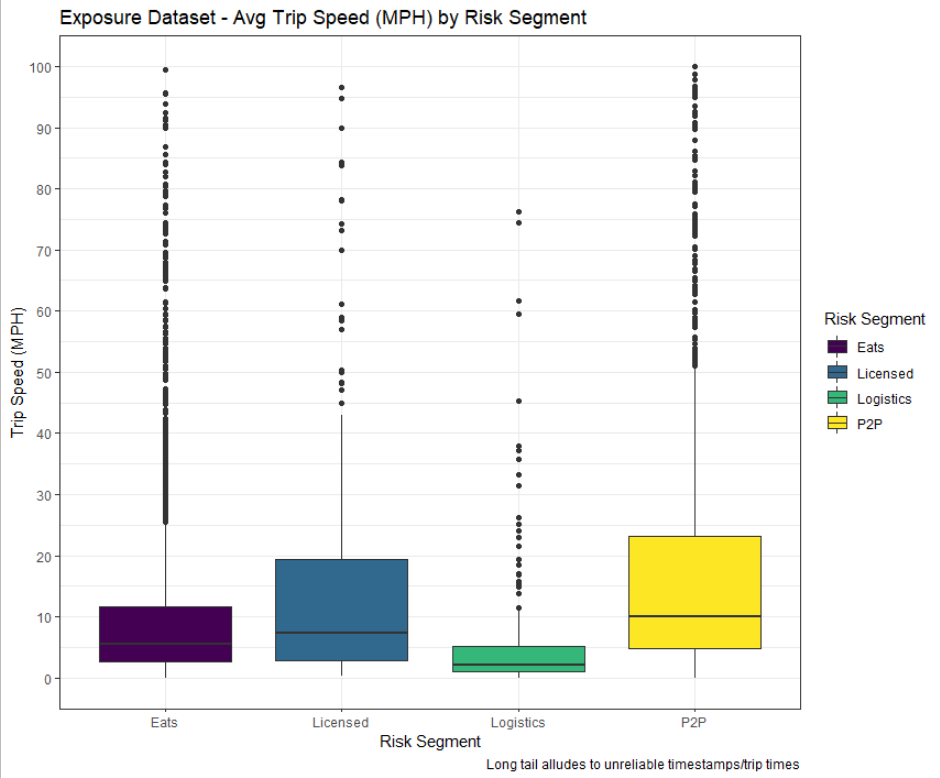 Exposure Dataset - Avg Trip Speed (MPH) by Risk Segment
100
90
80
70
60
50
40
30
20
10
0
Trip Speed (MPH)
Eats
Licensed
Logistics
P2P
Risk Segment
Risk Segment
Eats
Licensed
Logistics
P2P
Long tail alludes to unreliable timestamps/trip times